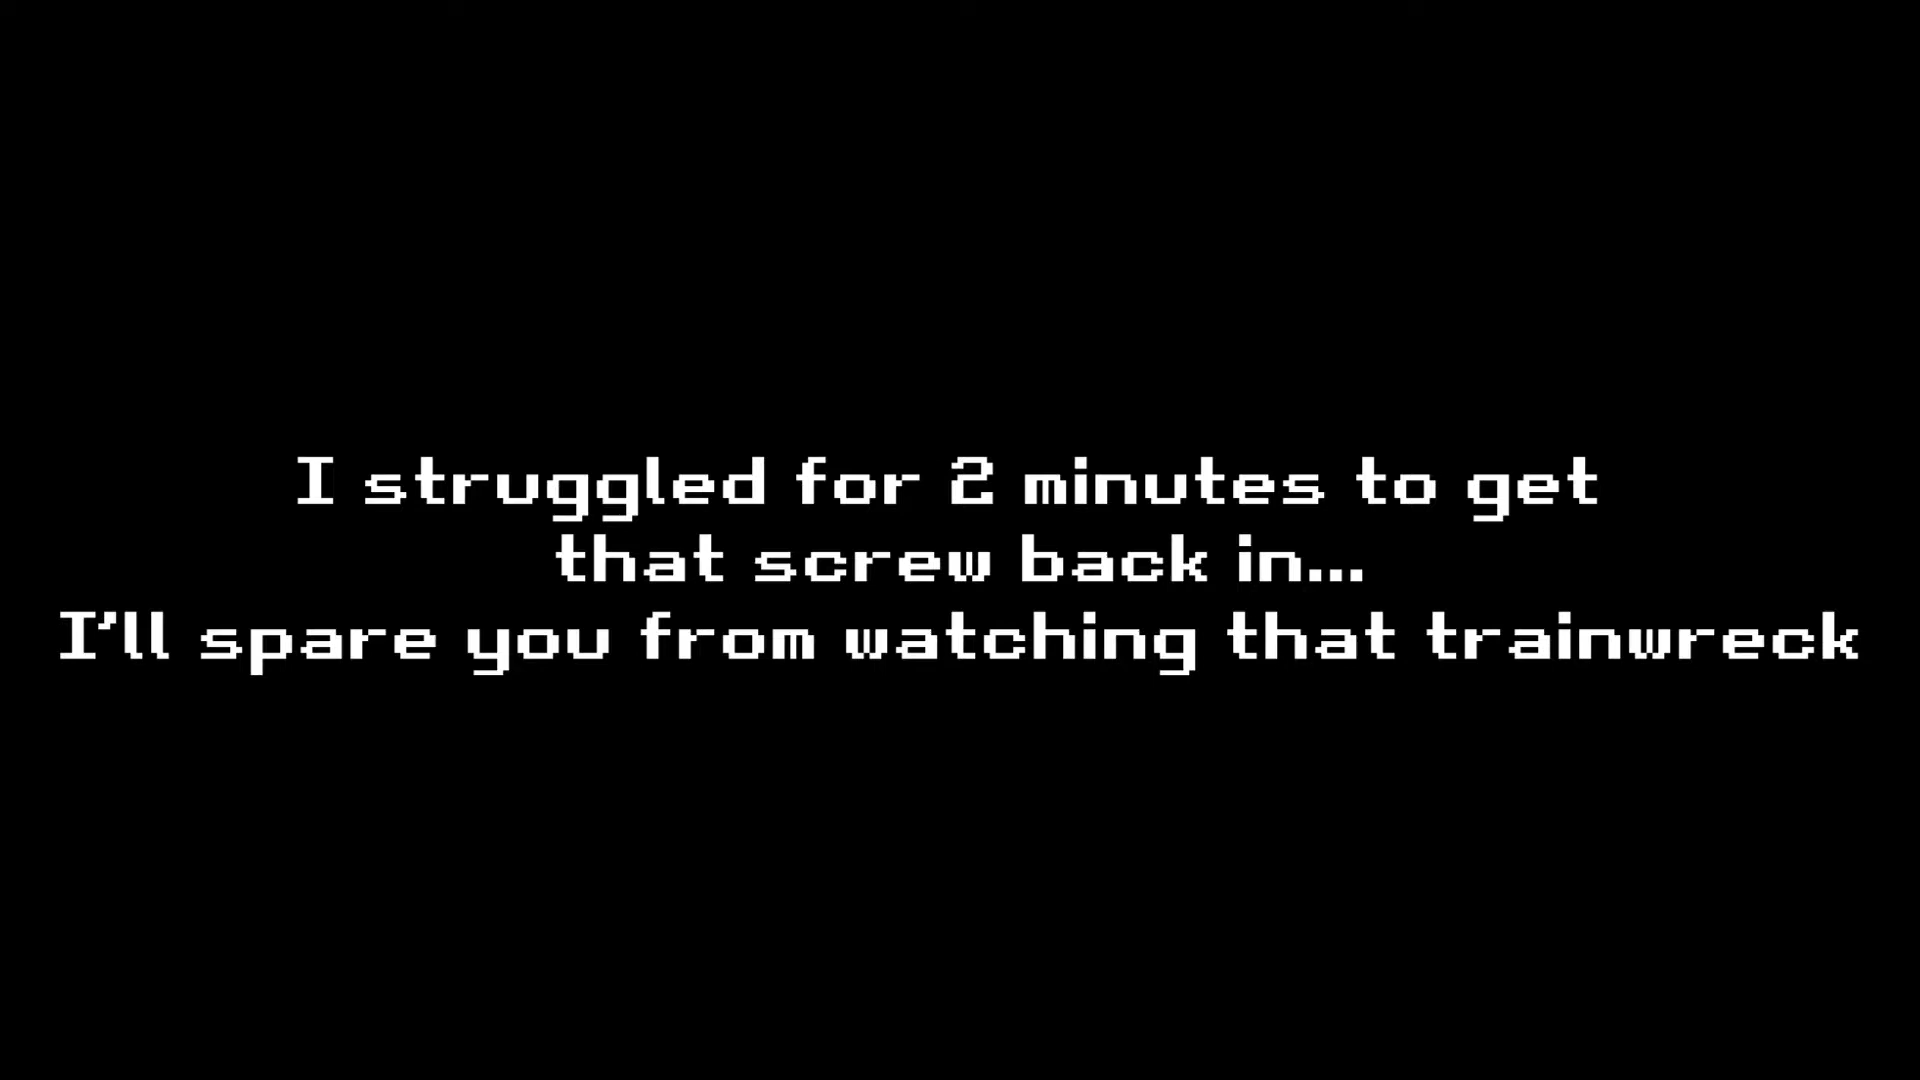 I struggled for 2 minutes to get
that screw back in...
I'll spare you from watching that trainwreck